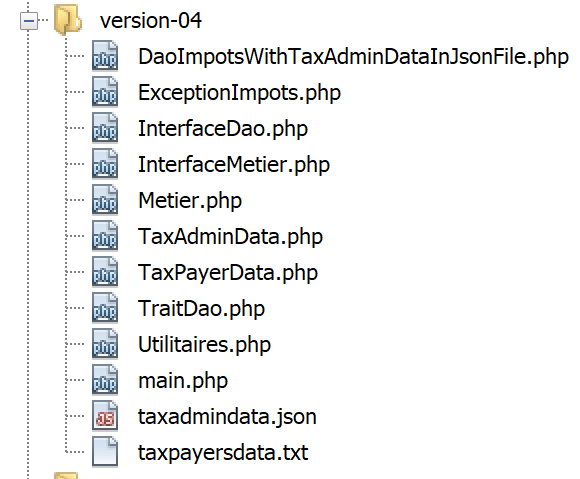 version-04
DaoImpotsWithTaxAdminDataInJsonFile.php
ExceptionImpots.php
InterfaceDao.php
InterfaceMetier.php
Metier.php
TaxAdminData.php
TaxPayerData.php
TraitDao.php
Utilitaires.php
main.php
taxadmindata.json
taxpayersdata.txt